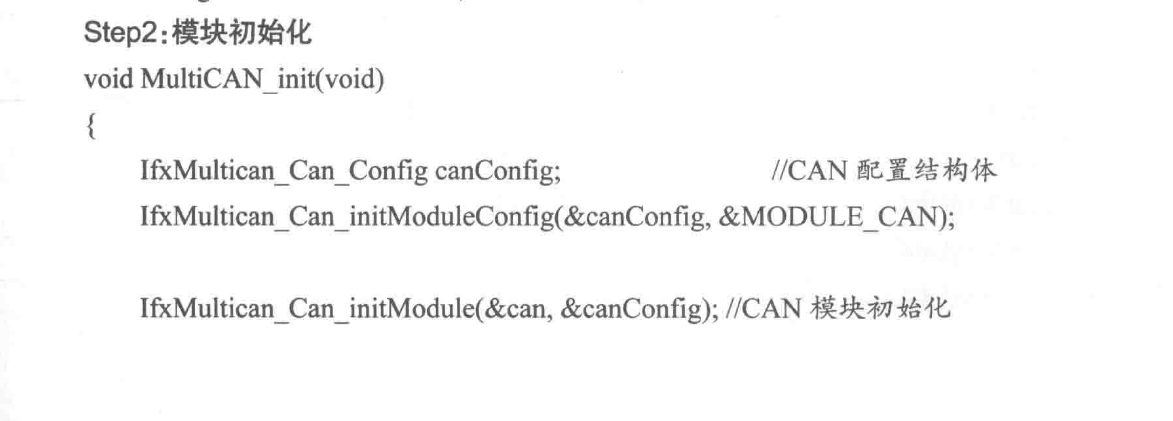 Step2:模块初始化
void MultiCAN_init(void)
{
IfxMultican_Can_Config canConfig; //CAN 配置结构体
IfxMultican_Can_initModuleConfig(&canConfig, &MODULE_CAN);
IfxMultican_Can_initModule(&can, &canConfig); //CAN 模块初始化